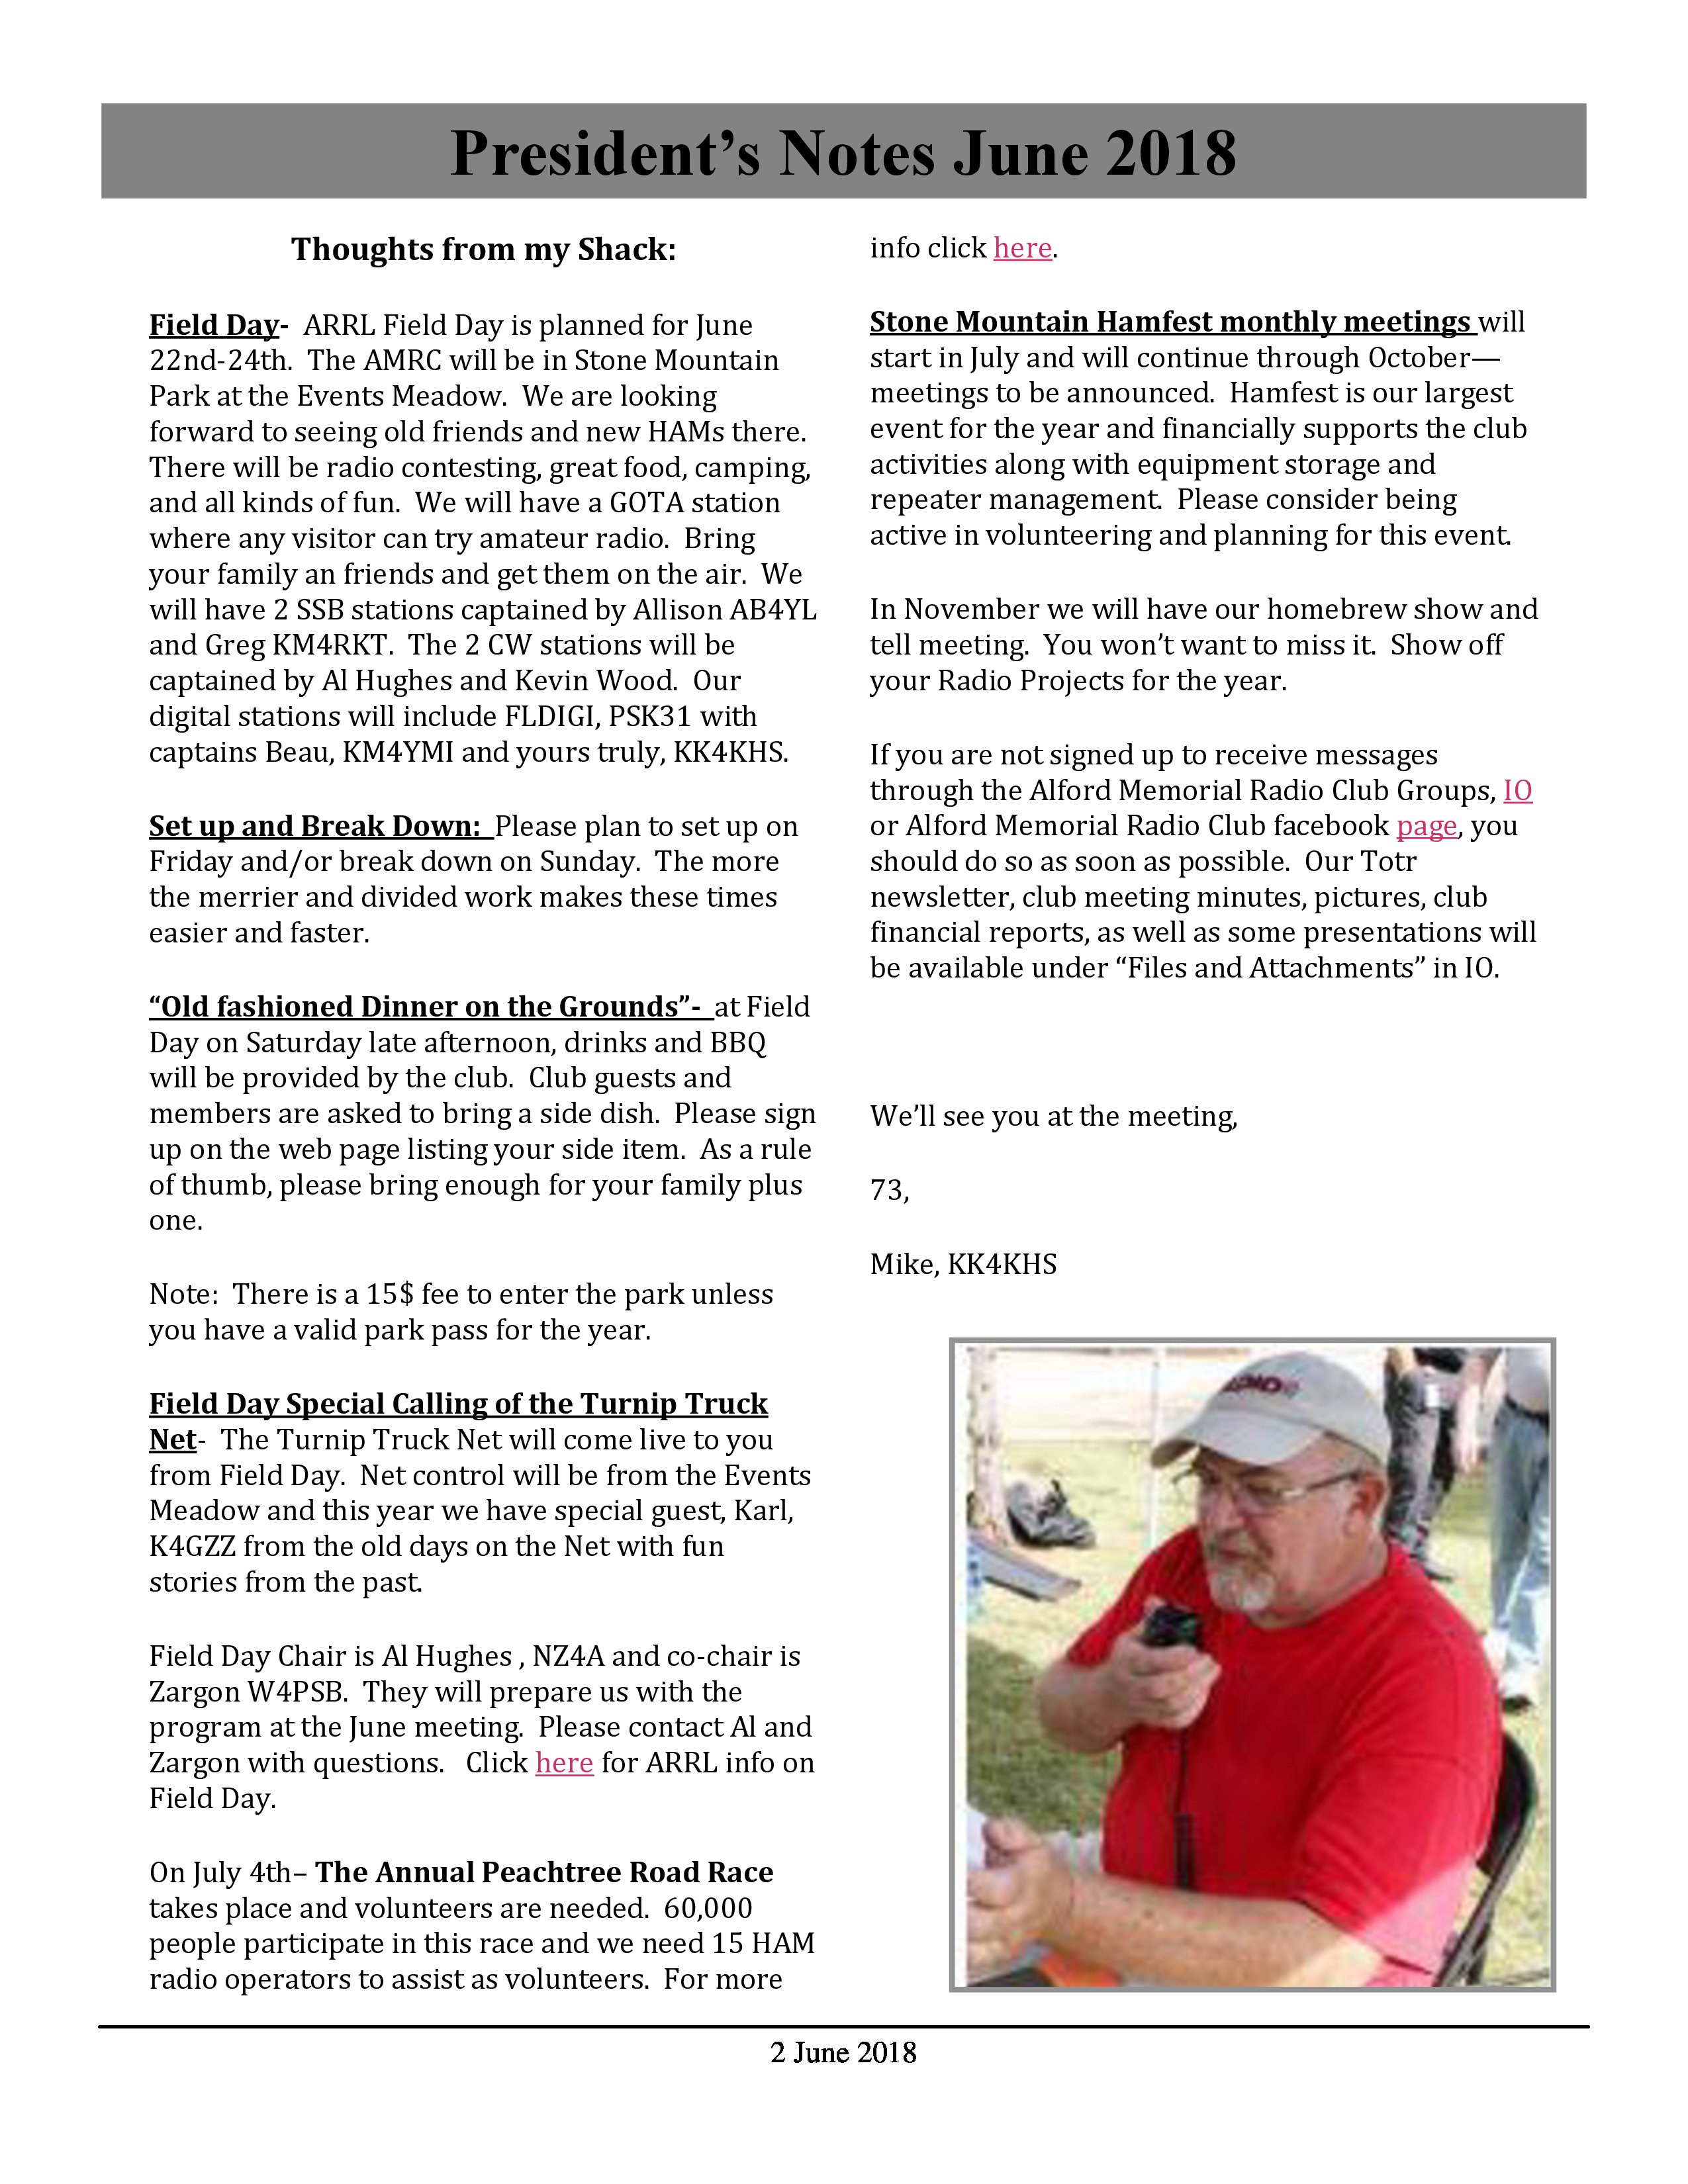 President’s Notes June 2018
Thoughts from my Shack:
Field Day-  ARRL Field Day is planned for June
22nd-24th.  The AMRC will be in Stone Mountain
Park at the Events Meadow.  We are looking
forward to seeing old friends and new HAMs there.
There will be radio contesting, great food, camping,
and all kinds of fun.  We will have a GOTA station
where any visitor can try amateur radio.  Bring
your family an friends and get them on the air.  We
will have 2 SSB stations captained by Allison AB4YL
and Greg KM4RKT.  The 2 CW stations will be
captained by Al Hughes and Kevin Wood.  Our
digital stations will include FLDIGI, PSK31 with
captains Beau, KM4YMI and yours truly, KK4KHS.
Set up and Break Down:  Please plan to set up on
Friday and/or break down on Sunday.  The more
the merrier and divided work makes these times
easier and faster.
“Old fashioned Dinner on the Grounds”-  at Field
Day on Saturday late afternoon, drinks and BBQ
will be provided by the club.  Club guests and
members are asked to bring a side dish.  Please sign
up on the web page listing your side item.  As a rule
of thumb, please bring enough for your family plus
one.
Note:  There is a 15$ fee to enter the park unless
you have a valid park pass for the year.
Field Day Special Calling of the Turnip Truck
Net-  The Turnip Truck Net will come live to you
from Field Day.  Net control will be from the Events
Meadow and this year we have special guest, Karl,
K4GZZ from the old days on the Net with fun
stories from the past.
Field Day Chair is Al Hughes , NZ4A and co-chair is
Zargon W4PSB.  They will prepare us with the
program at the June meeting.  Please contact Al and
Zargon with questions.   Click here for ARRL info on
Field Day.
On July 4th– The Annual Peachtree Road Race
takes place and volunteers are needed.  60,000
people participate in this race and we need 15 HAM
radio operators to assist as volunteers.  For more
info click here.
Stone Mountain Hamfest monthly meetings will
start in July and will continue through October—
meetings to be announced.  Hamfest is our largest
event for the year and financially supports the club
activities along with equipment storage and
repeater management.  Please consider being
active in volunteering and planning for this event.
In November we will have our homebrew show and
tell meeting.  You won’t want to miss it.  Show off
your Radio Projects for the year.
If you are not signed up to receive messages
through the Alford Memorial Radio Club Groups, IO
or Alford Memorial Radio Club facebook page, you
should do so as soon as possible.  Our Totr
newsletter, club meeting minutes, pictures, club
financial reports, as well as some presentations will
be available under “Files and Attachments” in IO.
We’ll see you at the meeting,
73,
Mike, KK4KHS
2 June 2018